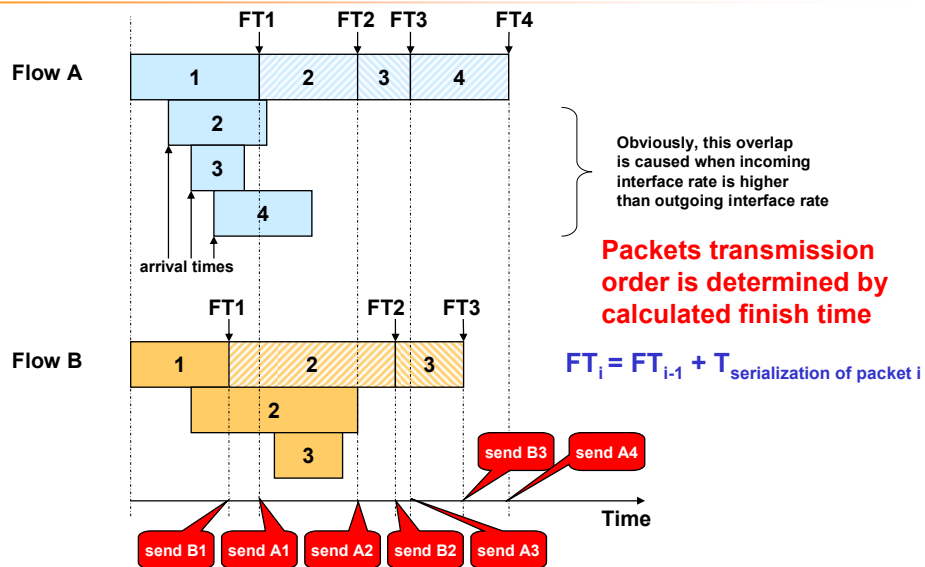 FT1
FT2
FT3
FT4
Flow A
1
2
3
4
2
3
4
arrival times
Obviously, this overlap
is caused when incoming
interface rate is higher
than outgoing interface rate
Packets transmission
order is determined by
calculated finish time
FT1
FT2
FT3
Flow B
1
2
3
FTi = FTi-1 + Tserialization of packet i
2
3
send B3
send A4
Time
send B1
send A1
send A2
send B2
send A3